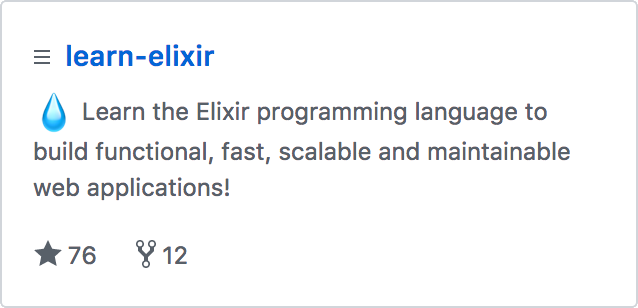 learn-elixir
💧 Learn the Elixir programming language to
build functional, fast, scalable and maintainable
web applications!
76 12